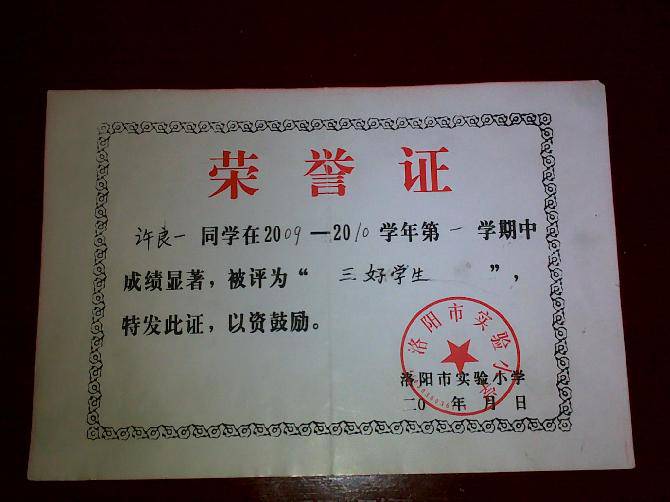 荣誉证
许良一 同学在2009—2010学年第一学期中
成绩显著，被评为“三好学生”，
特发此证，以资鼓励。
洛阳市实验小学
洛阳市实验小学
二0 年 月 日